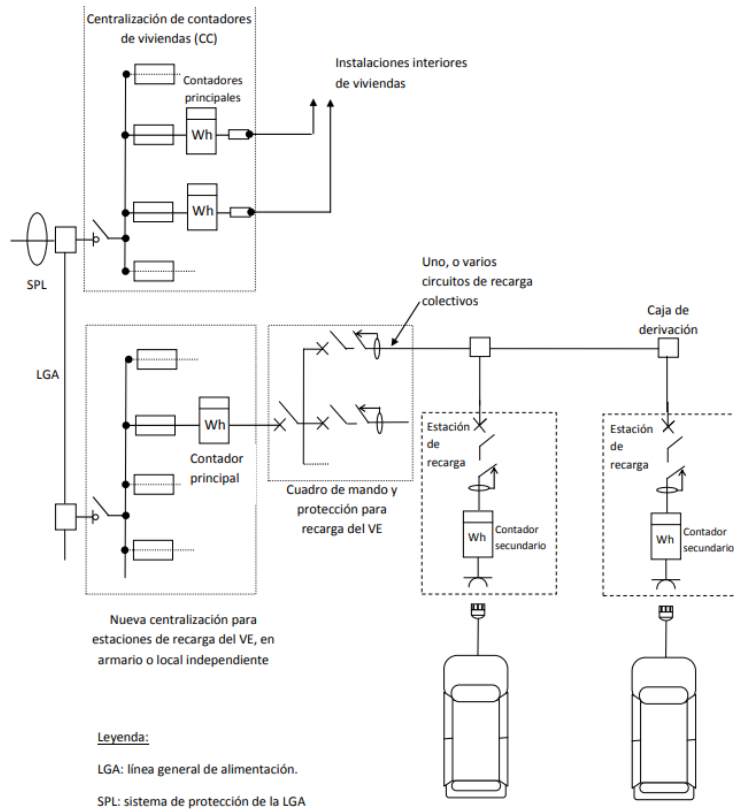 Centralización de contadores
de viviendas (CC)
Contadores
principales
Wh
Wh
Instalaciones interiores
de viviendas
SPL
LGA
Uno, o varios
circuitos de recarga
colectivos
Caja de
derivación
Wh
Contador
principal
Cuadro de mando y
protección para
recarga del VE
Estación
de
recarga
Wh
Contador
secundario
Estación
de
recarga
Wh
Contador
secundario
Nueva centralización para
estaciones de recarga del VE, en
armario o local independiente
Leyenda:
LGA: línea general de alimentación.
SPL: sistema de protección de la LGA